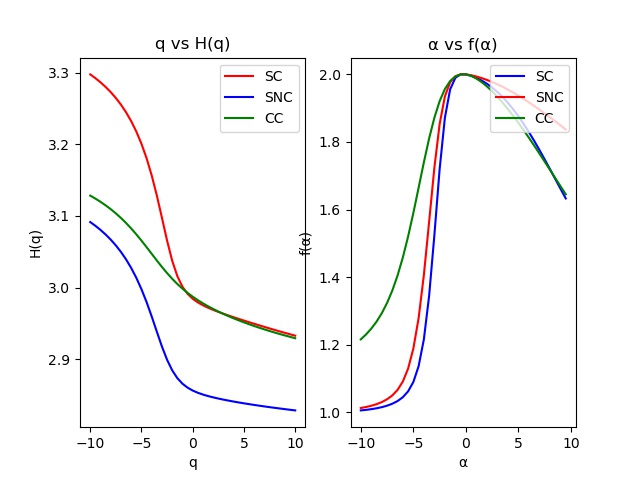 q vs H(q)
H(q)
3.3
3.2
3.1
3.0
2.9
−10
−5
0
5
10
q
SC
SNC
CC
α vs f(α)
f(α)
2.0
1.8
1.6
1.4
1.2
1.0
−10
−5
0
5
10
α
SC
SNC
CC